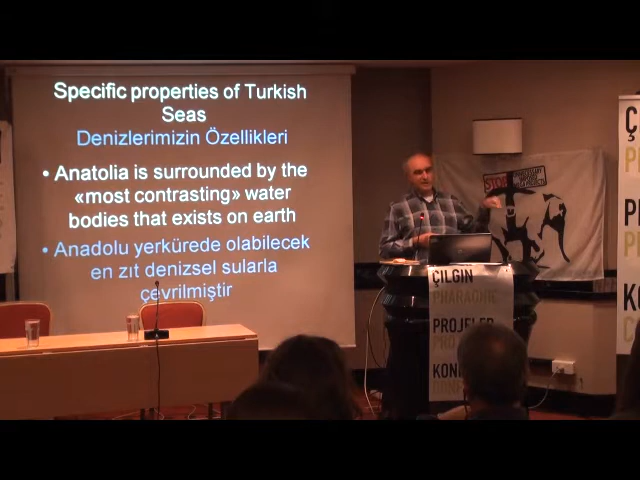 Specific properties of Turkish
Seas
Denizlerimizin Özellikleri
• Anatolia is surrounded by the
«most contrasting» water
bodies that exists on earth
• Anadolu yerkürede olabilecek
en zıt denizsel sularla
çevrilmiştir
STOP
ÇILGIN
PHARAONIC
PROJELER
KON